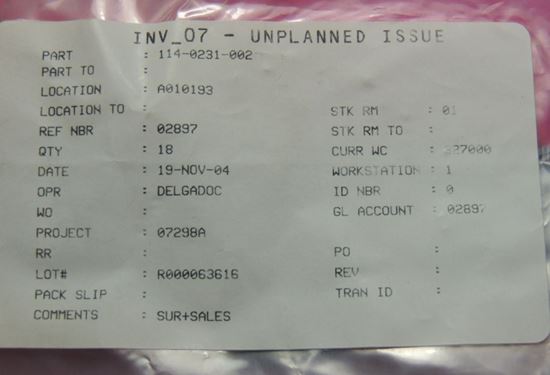 INV_07 - UNPLANNED ISSUE
PART : 114-0231-002
PART TO :
LOCATION : A010193
LOCATION TO : STK RM : 01
REF NBR : 02897 STK RM TO :
QTY : 18 CURR WC : 327000
DATE : 19-NOV-04 WORKSTATION : 1
OPR : DELGADOC ID NBR : 0
WO : GL ACCOUNT : 02897
PROJECT : 07298A
RR : PO :
LOT# : R000063616 REV :
PACK SLIP : TRAN ID :
COMMENTS : SUR+SALES